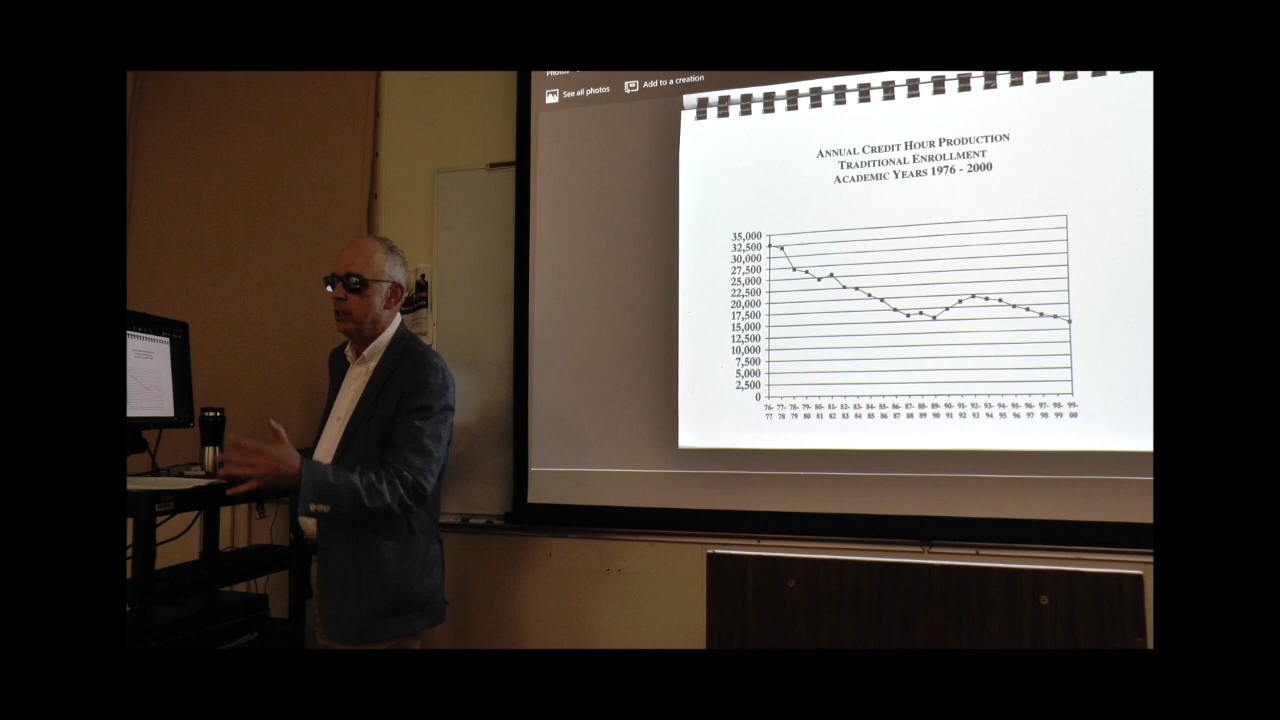 Photos
See all photos
Add to a creation
ANNUAL CREDIT HOUR PRODUCTION
TRADITIONAL ENROLLMENT
ACADEMIC YEARS 1976 - 2000
35,000
32,500
30,000
27,500
25,000
22,500
20,000
17,500
15,000
12,500
10,000
7,500
5,000
2,500
0
76- 77- 78- 79- 80- 81- 82- 83- 84- 85- 86- 87- 88- 89- 90- 91- 92- 93- 94- 95- 96- 97- 98- 99-
77 78 79 80 81 82 83 84 85 86 87 88 89 90 91 92 93 94 95 96 97 98 99 00